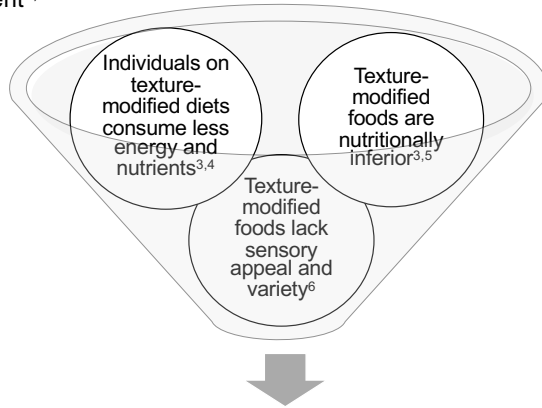 Individuals on
texture-
modified diets
consume less
energy and
nutrients3,4
Texture-
modified
foods are
nutritionally
inferior3,5
Texture-
modified
foods lack
sensory
appeal and
variety6